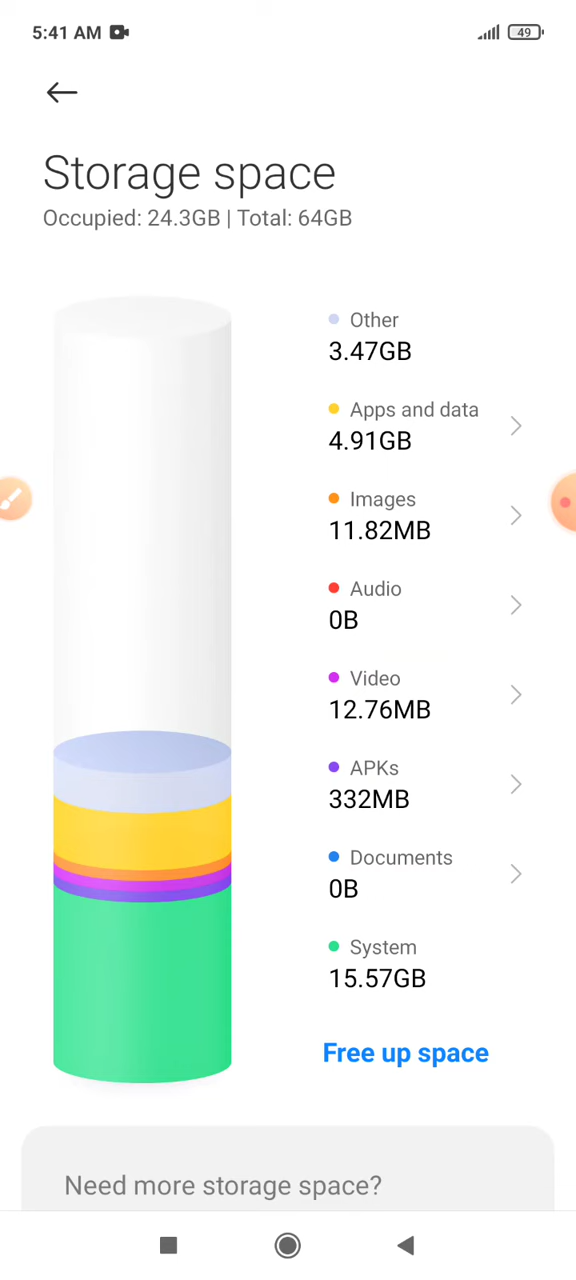 5:41 AM
49
Storage space
Occupied: 24.3GB | Total: 64GB
Other
3.47GB
Apps and data
4.91GB
Images
11.82MB
Audio
0B
Video
12.76MB
APKs
332MB
Documents
0B
System
15.57GB
Free up space
Need more storage space?